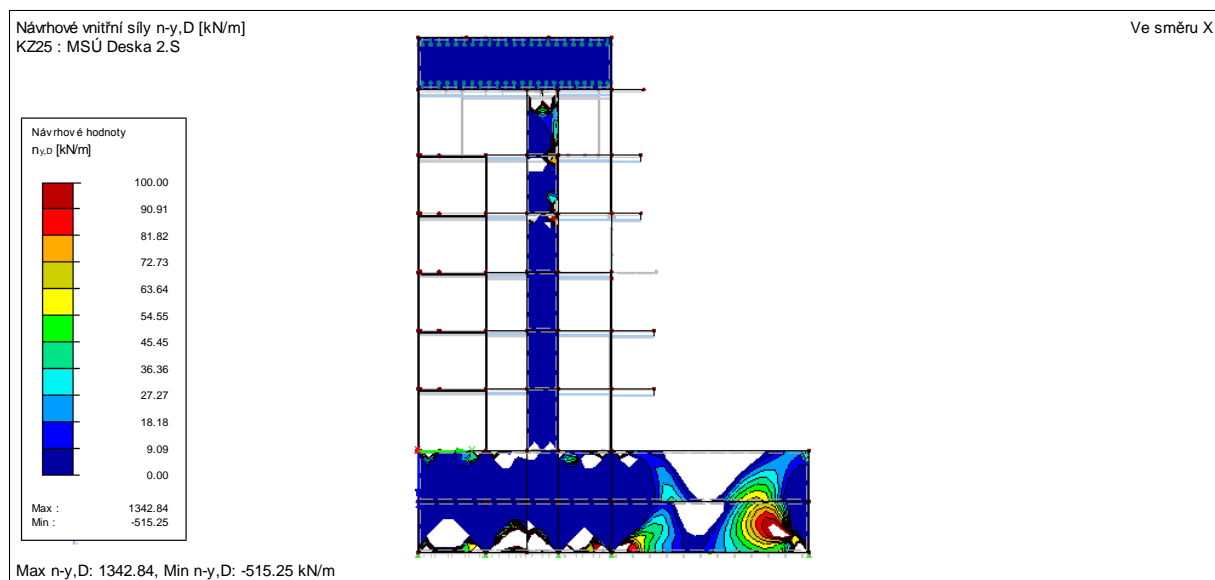 Návrhové vnitřní síly n-y,D [kN/m]
KZ25 : MSÚ Deska 2.S
Ve směru X
Návrhové hodnoty
ny,D [kN/m]
100.00
90.91
81.82
72.73
63.64
54.55
45.45
36.36
27.27
18.18
9.09
0.00
Max : 1342.84
Min : -515.25
Max n-y,D: 1342.84, Min n-y,D: -515.25 kN/m